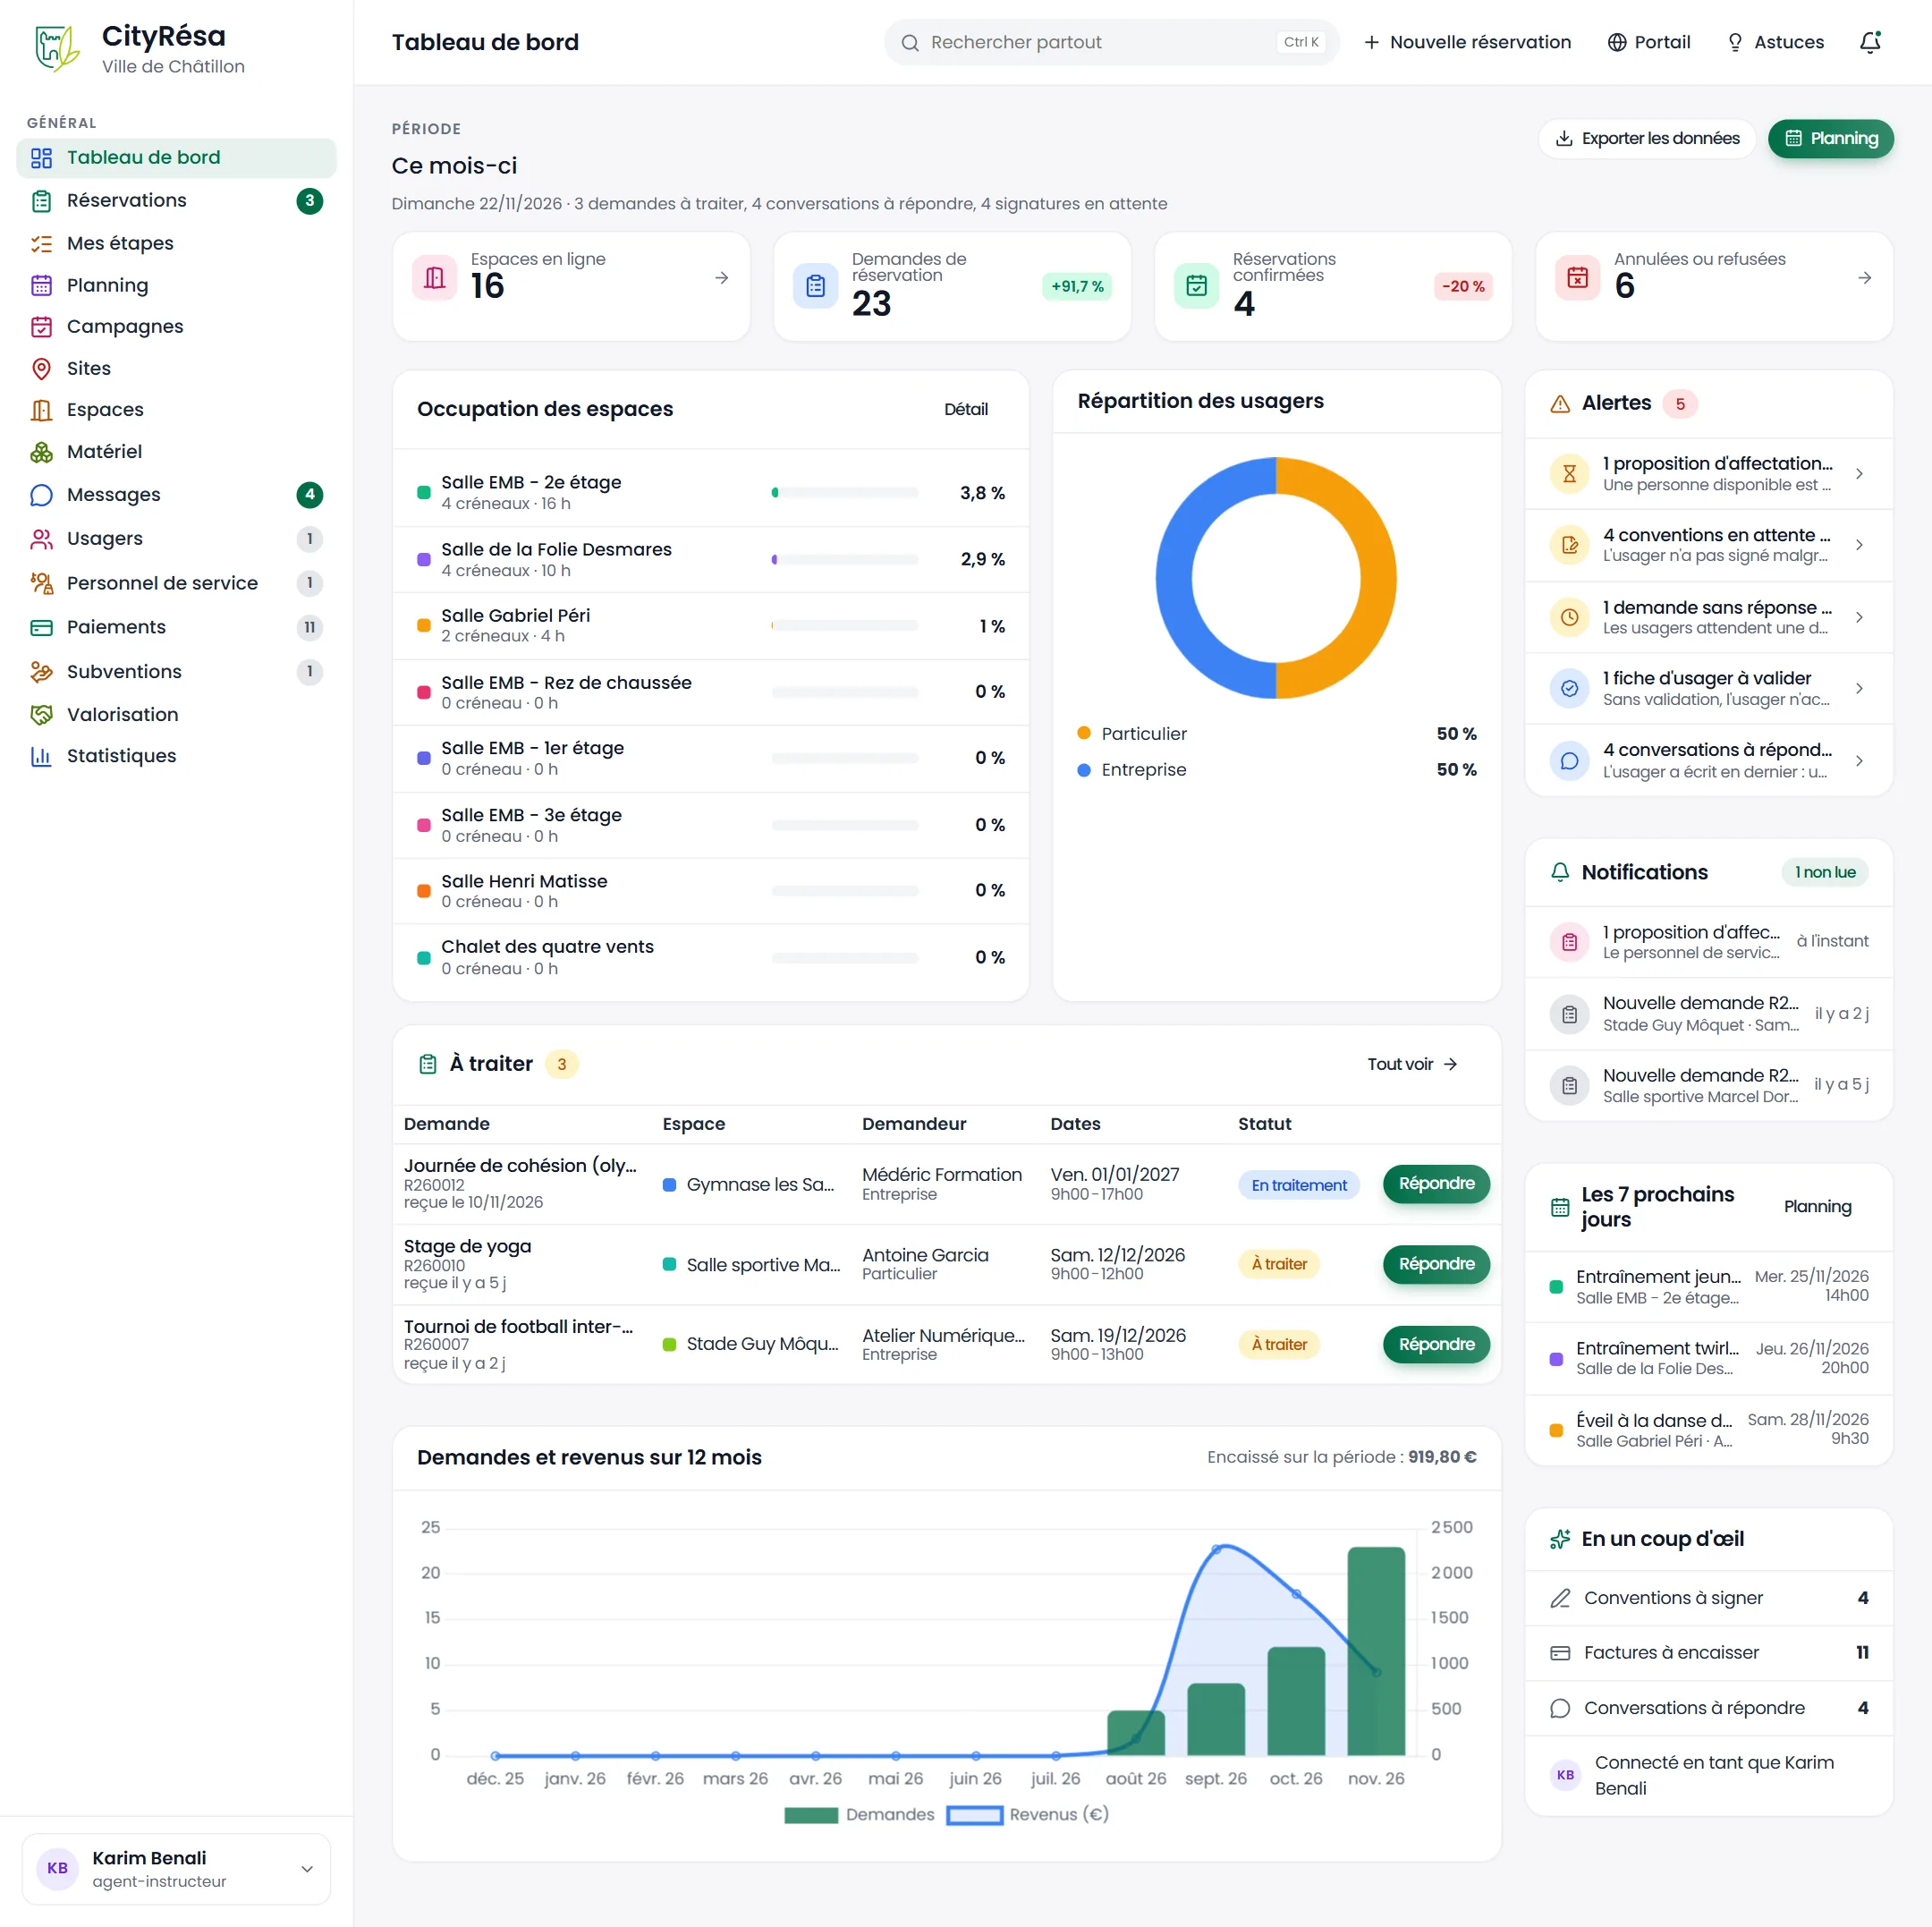 CityRésa
Ville de Châtillon
GÉNÉRAL
Tableau de bord
Réservations 3
Mes étapes
Planning
Campagnes
Sites
Espaces
Matériel
Messages 4
Usagers 1
Personnel de service 1
Paiements 11
Subventions 1
Valorisation
Statistiques
KB
Karim Benali
agent-instructeur
Tableau de bord
Rechercher partout Ctrl K
Nouvelle réservation
Portail
Astuces
PÉRIODE
Ce mois-ci
Dimanche 22/11/2026 · 3 demandes à traiter, 4 conversations à répondre, 4 signatures en attente
Exporter les données
Planning
Espaces en ligne
16
Demandes de
réservation
23
+91,7 %
Réservations
confirmées
4
-20 %
Annulées ou refusées
6
Occupation des espaces Détail
Salle EMB - 2e étage
4 créneaux · 16 h
3,8 %
Salle de la Folie Desmares
4 créneaux · 10 h
2,9 %
Salle Gabriel Péri
2 créneaux · 4 h
1 %
Salle EMB - Rez de chaussée
0 créneau · 0 h
0 %
Salle EMB - 1er étage
0 créneau · 0 h
0 %
Salle EMB - 3e étage
0 créneau · 0 h
0 %
Salle Henri Matisse
0 créneau · 0 h
0 %
Chalet des quatre vents
0 créneau · 0 h
0 %
Répartition des usagers
Particulier 50 %
Entreprise 50 %
À traiter 3
Tout voir
Demande Espace Demandeur Dates Statut
Journée de cohésion (oly...
R260012
reçue le 10/11/2026
Gymnase les Sa...
Médéric Formation
Entreprise
Ven. 01/01/2027
9h00-17h00
En traitement
Répondre
Stage de yoga
R260010
reçue il y a 5 j
Salle sportive Ma...
Antoine Garcia
Particulier
Sam. 12/12/2026
9h00-12h00
À traiter
Répondre
Tournoi de football inter-...
R260007
reçue il y a 2 j
Stade Guy Môqu...
Atelier Numérique...
Entreprise
Sam. 19/12/2026
9h00-13h00
À traiter
Répondre
Demandes et revenus sur 12 mois
Encaissé sur la période : 919,80 €
25
20
15
10
5
0
2 500
2 000
1 500
1 000
500
0
déc. 25 janv. 26 févr. 26 mars 26 avr. 26 mai 26 juin 26 juil. 26 août 26 sept. 26 oct. 26 nov. 26
Demandes Revenus (€)
Alertes 5
1 proposition d'affectation...
Une personne disponible est ...
4 conventions en attente ...
L'usager n'a pas signé malgr...
1 demande sans réponse ...
Les usagers attendent une d...
1 fiche d'usager à valider
Sans validation, l'usager n'ac...
4 conversations à répond...
L'usager a écrit en dernier : u...
Notifications 1 non lue
1 proposition d'affec...
Le personnel de servic...
à l'instant
Nouvelle demande R2...
Stade Guy Môquet · Sam...
il y a 2 j
Nouvelle demande R2...
Salle sportive Marcel Dor...
il y a 5 j
Les 7 prochains
jours
Planning
Entraînement jeun...
Salle EMB - 2e étage...
Mer. 25/11/2026
14h00
Entraînement twirl...
Salle de la Folie Des...
Jeu. 26/11/2026
20h00
Éveil à la danse d...
Salle Gabriel Péri · A...
Sam. 28/11/2026
9h30
En un coup d'œil
Conventions à signer 4
Factures à encaisser 11
Conversations à répondre 4
KB
Connecté en tant que Karim
Benali